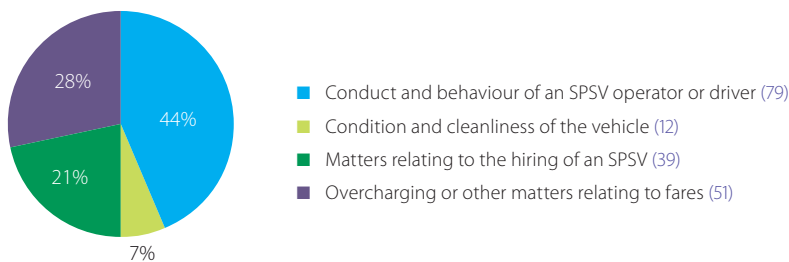 28%
44%
21%
7%
Conduct and behaviour of an SPSV operator or driver (79)
Condition and cleanliness of the vehicle (12)
Matters relating to the hiring of an SPSV (39)
Overcharging or other matters relating to fares (51)